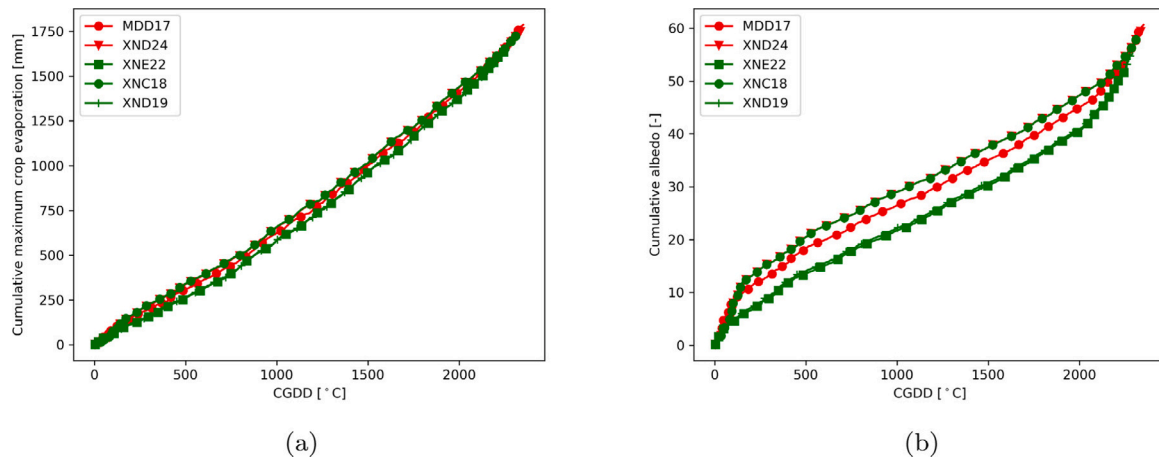 MDD17
XND24
XNE22
XNC18
XND19
Cumulative maximum crop evaporation [mm]
1750
1500
1250
1000
750
500
250
0
0 500 1000 1500 2000
CGDD [°C]
(a)
MDD17
XND24
XNE22
XNC18
XND19
Cumulative albedo [-]
60
50
40
30
20
10
0
0 500 1000 1500 2000
CGDD [°C]
(b)